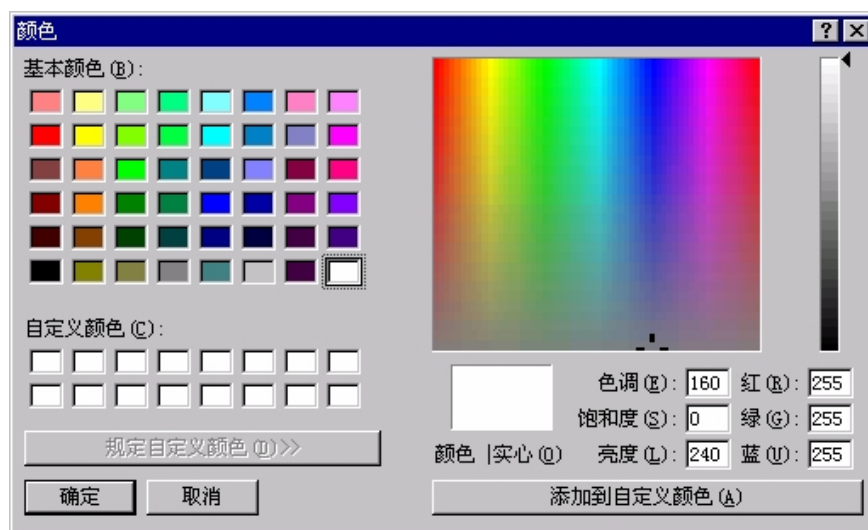 颜色
基本颜色(B):
自定义颜色(C):
规定自定义颜色(D)>>
确定 取消
颜色|实心(O)
色调(E): 160 红(R): 255
饱和度(S): 0 绿(G): 255
亮度(L): 240 蓝(U): 255
添加到自定义颜色(A)